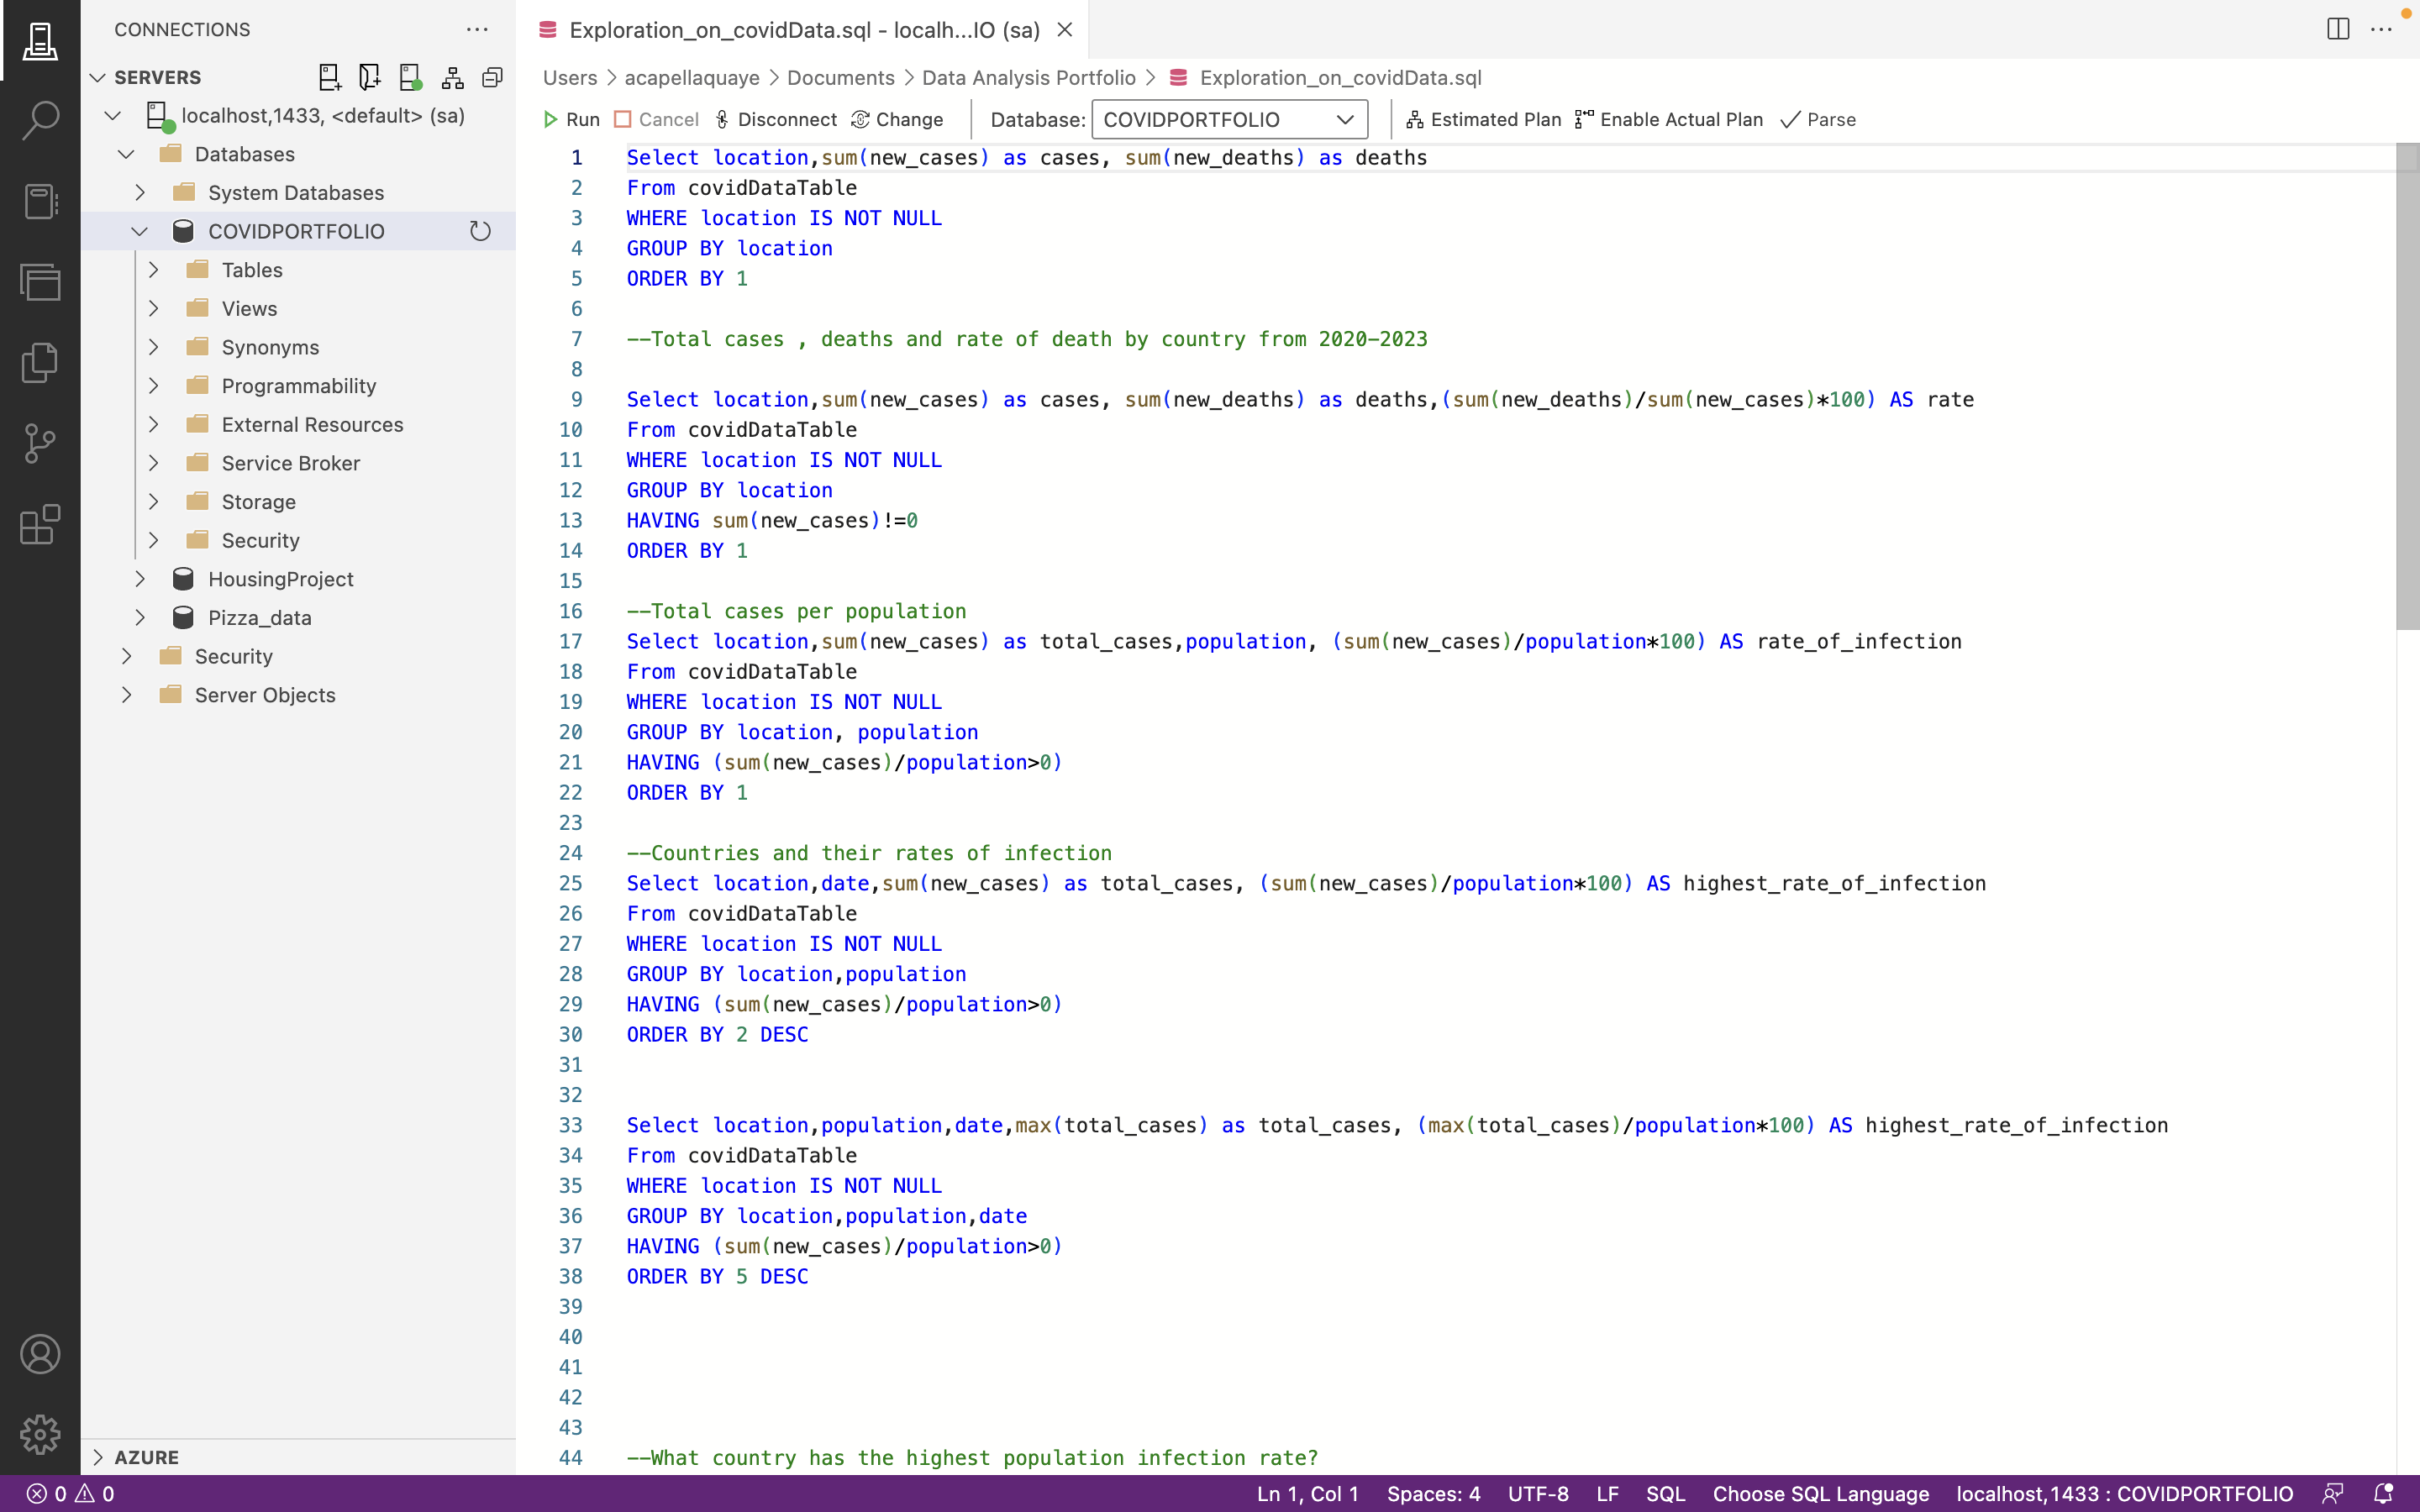 CONNECTIONS
SERVERS
localhost,1433, <default> (sa)
Databases
System Databases
COVIDPORTFOLIO
Tables
Views
Synonyms
Programmability
External Resources
Service Broker
Storage
Security
HousingProject
Pizza_data
Security
Server Objects
AZURE
Exploration_on_covidData.sql - localh...IO (sa)
Users > acapellaquaye > Documents > Data Analysis Portfolio > Exploration_on_covidData.sql
Run Cancel Disconnect Change Database: COVIDPORTFOLIO Estimated Plan Enable Actual Plan Parse
1 Select location,sum(new_cases) as cases, sum(new_deaths) as deaths
2 From covidDataTable
3 WHERE location IS NOT NULL
4 GROUP BY location
5 ORDER BY 1
6
7 --Total cases , deaths and rate of death by country from 2020-2023
8
9 Select location,sum(new_cases) as cases, sum(new_deaths) as deaths,(sum(new_deaths)/sum(new_cases)*100) AS rate
10 From covidDataTable
11 WHERE location IS NOT NULL
12 GROUP BY location
13 HAVING sum(new_cases)!=0
14 ORDER BY 1
15
16 --Total cases per population
17 Select location,sum(new_cases) as total_cases,population, (sum(new_cases)/population*100) AS rate_of_infection
18 From covidDataTable
19 WHERE location IS NOT NULL
20 GROUP BY location, population
21 HAVING (sum(new_cases)/population>0)
22 ORDER BY 1
23
24 --Countries and their rates of infection
25 Select location,date,sum(new_cases) as total_cases, (sum(new_cases)/population*100) AS highest_rate_of_infection
26 From covidDataTable
27 WHERE location IS NOT NULL
28 GROUP BY location,population
29 HAVING (sum(new_cases)/population>0)
30 ORDER BY 2 DESC
31
32
33 Select location,population,date,max(total_cases) as total_cases, (max(total_cases)/population*100) AS highest_rate_of_infection
34 From covidDataTable
35 WHERE location IS NOT NULL
36 GROUP BY location,population,date
37 HAVING (sum(new_cases)/population>0)
38 ORDER BY 5 DESC
39
40
41
42
43
44 --What country has the highest population infection rate?
0 0 Ln 1, Col 1 Spaces: 4 UTF-8 LF SQL Choose SQL Language localhost,1433 : COVIDPORTFOLIO